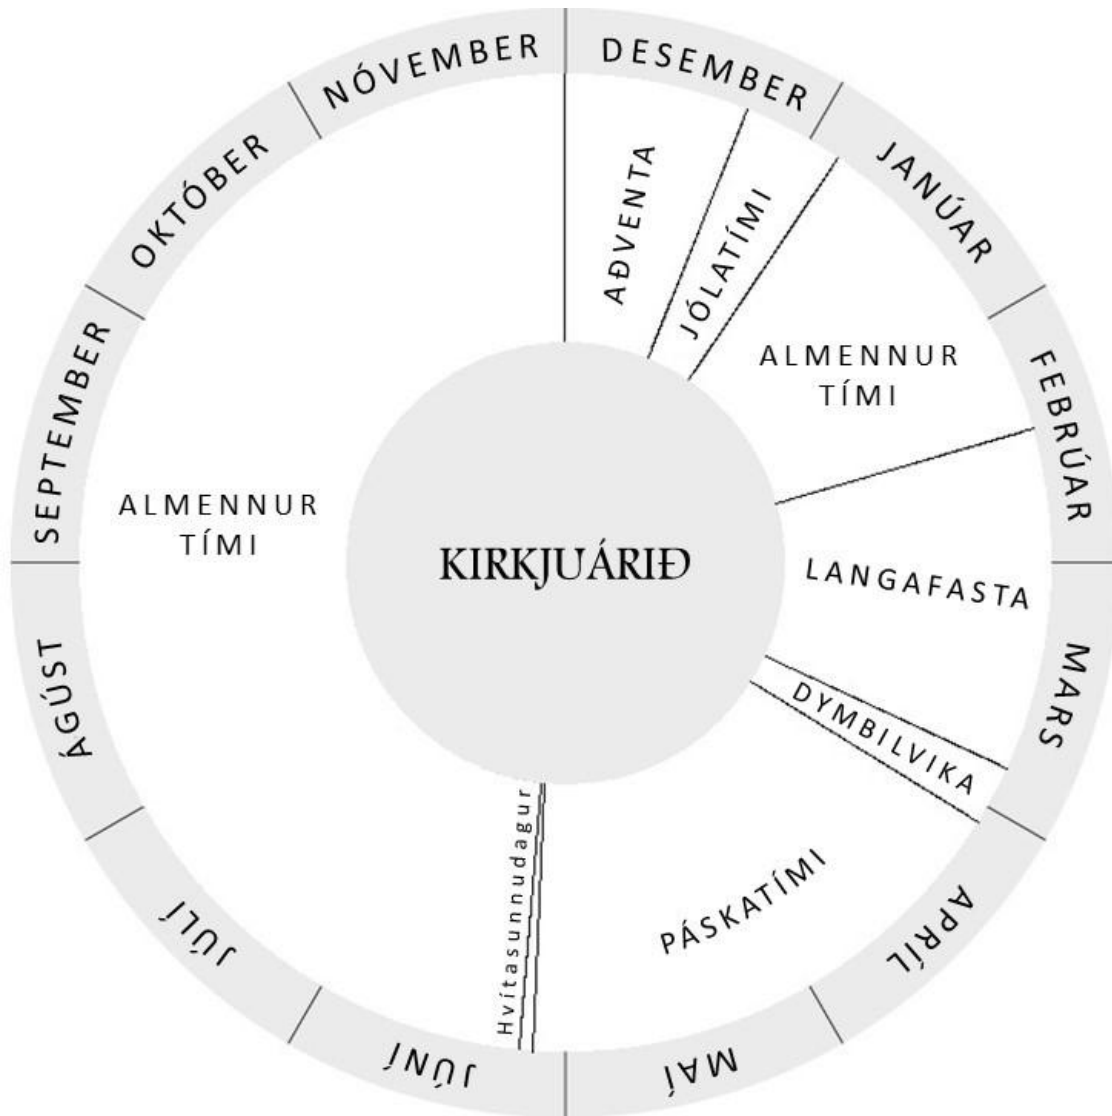 DESEMBER
JANÚAR
FEBRÚAR
MARS
APRÍL
MAÍ
JÚNÍ
JÚLÍ
ÁGÚST
SEPTEMBER
OKTÓBER
NÓVEMBER
AÐVENTA
JÓLATÍMI
ALMENNUR
TÍMI
LANGAFASTA
DYMBILVIKA
PÁSKATÍMI
Hvítasunnudagur
ALMENNUR
TÍMI
KIRKJUÁRIÐ